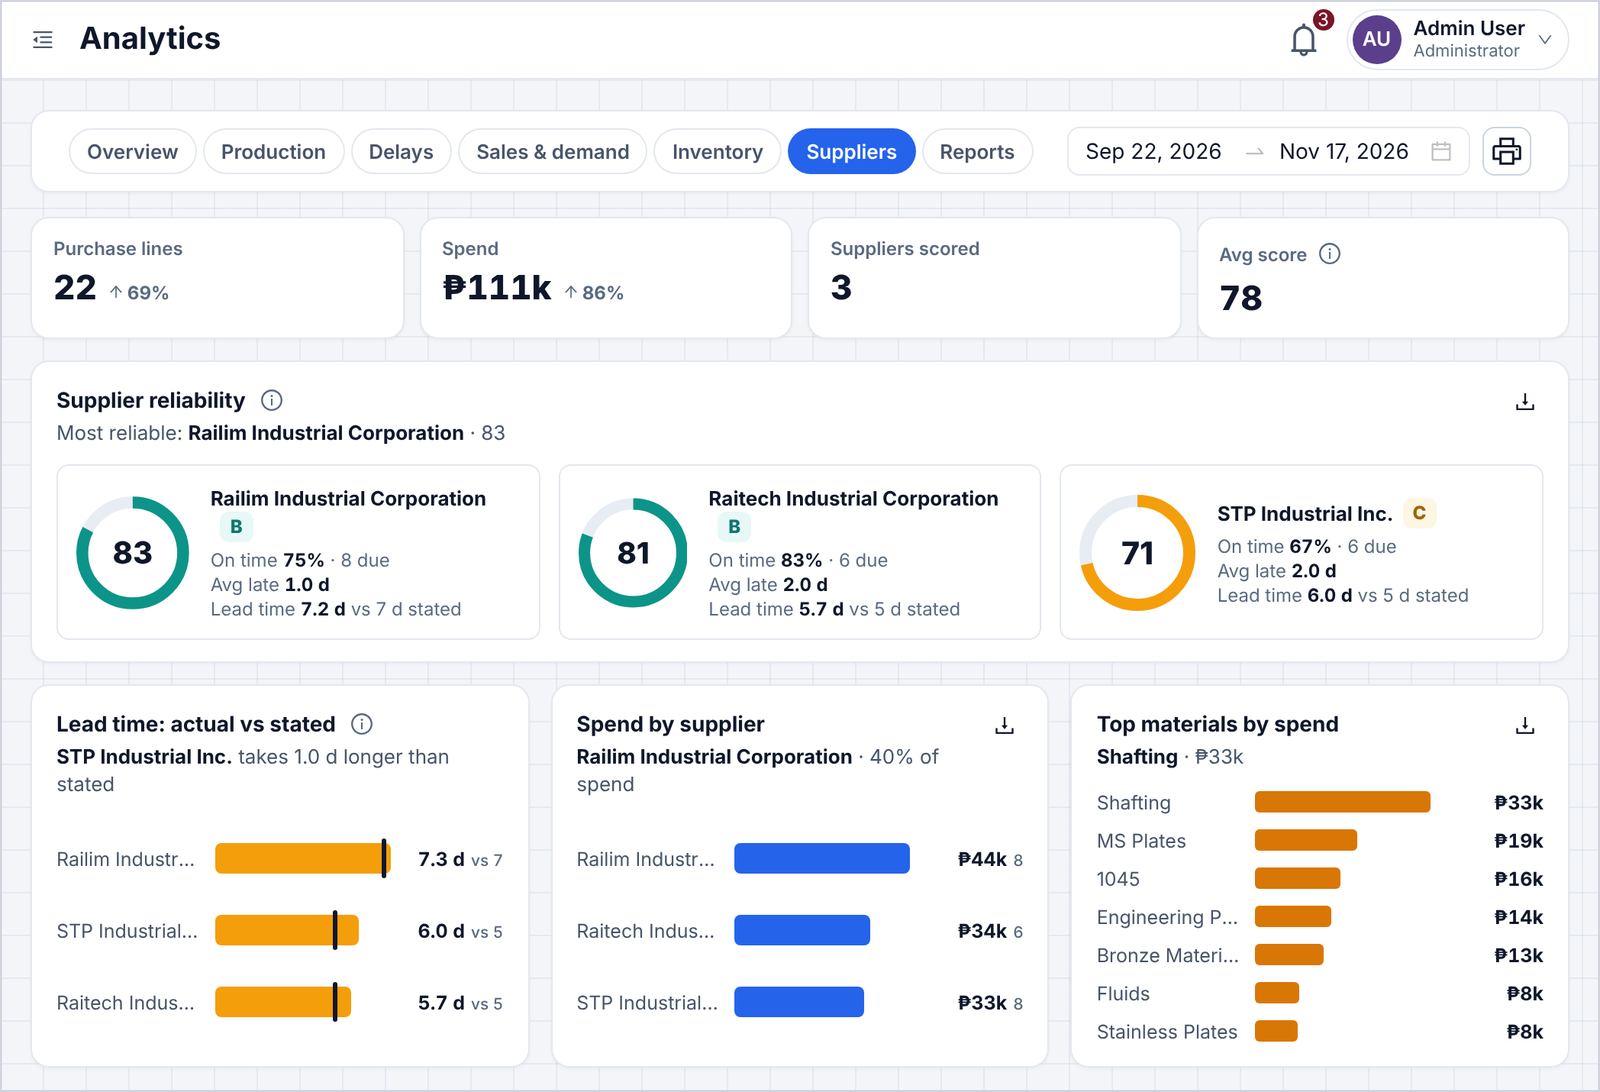 Analytics
3
AU
Admin User
Administrator
Overview
Production
Delays
Sales & demand
Inventory
Suppliers
Reports
Sep 22, 2026 → Nov 17, 2026
Purchase lines
22 ↑ 69%
Spend
₱111k ↑ 86%
Suppliers scored
3
Avg score
78
Supplier reliability
Most reliable: Railim Industrial Corporation · 83
83
Railim Industrial Corporation
B
On time 75% · 8 due
Avg late 1.0 d
Lead time 7.2 d vs 7 d stated
81
Raitech Industrial Corporation
B
On time 83% · 6 due
Avg late 2.0 d
Lead time 5.7 d vs 5 d stated
71
STP Industrial Inc. C
On time 67% · 6 due
Avg late 2.0 d
Lead time 6.0 d vs 5 d stated
Lead time: actual vs stated
STP Industrial Inc. takes 1.0 d longer than
stated
Railim Industr... 7.3 d vs 7
STP Industrial... 6.0 d vs 5
Raitech Indus... 5.7 d vs 5
Spend by supplier
Railim Industrial Corporation · 40% of
spend
Railim Industr... ₱44k 8
Raitech Indus... ₱34k 6
STP Industrial... ₱33k 8
Top materials by spend
Shafting · ₱33k
Shafting ₱33k
MS Plates ₱19k
1045 ₱16k
Engineering P... ₱14k
Bronze Materi... ₱13k
Fluids ₱8k
Stainless Plates ₱8k